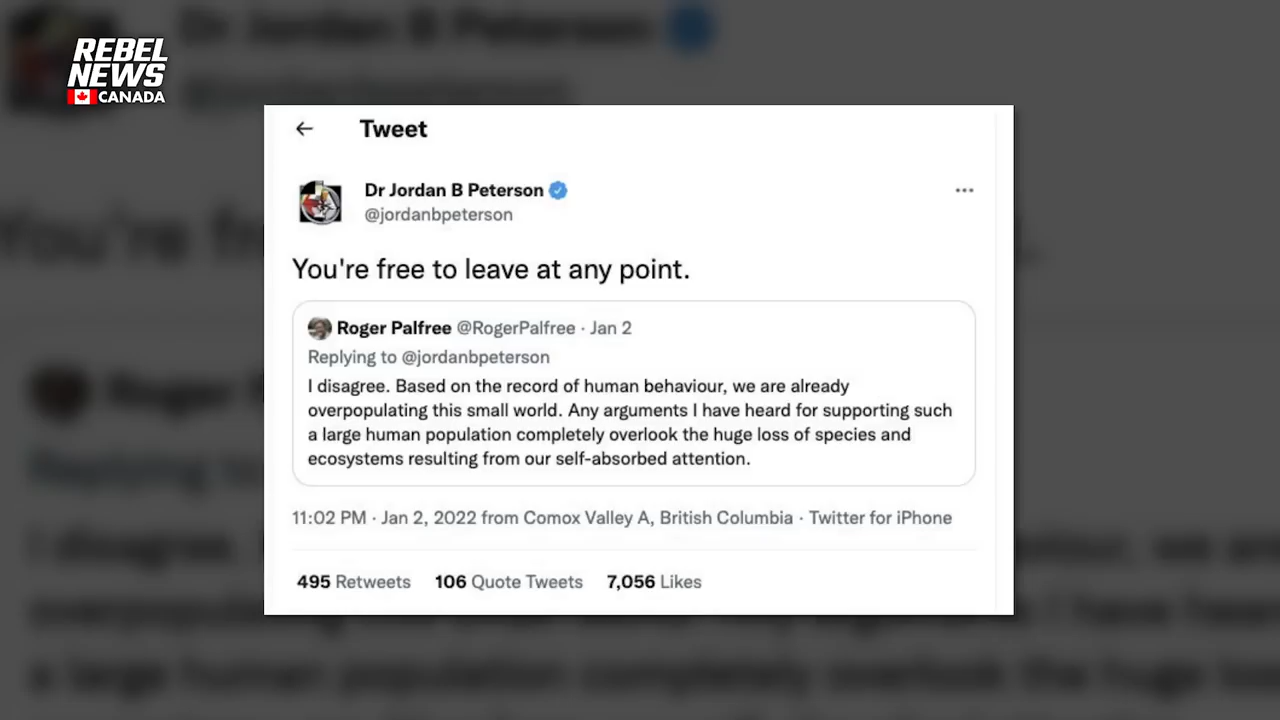 REBEL
NEWS
CANADA
Tweet
Dr Jordan B Peterson
@jordanbpeterson
You're free to leave at any point.
Roger Palfree @RogerPalfree · Jan 2
Replying to @jordanbpeterson
I disagree. Based on the record of human behaviour, we are already
overpopulating this small world. Any arguments I have heard for supporting such
a large human population completely overlook the huge loss of species and
ecosystems resulting from our self-absorbed attention.
11:02 PM · Jan 2, 2022 from Comox Valley A, British Columbia · Twitter for iPhone
495 Retweets 106 Quote Tweets 7,056 Likes